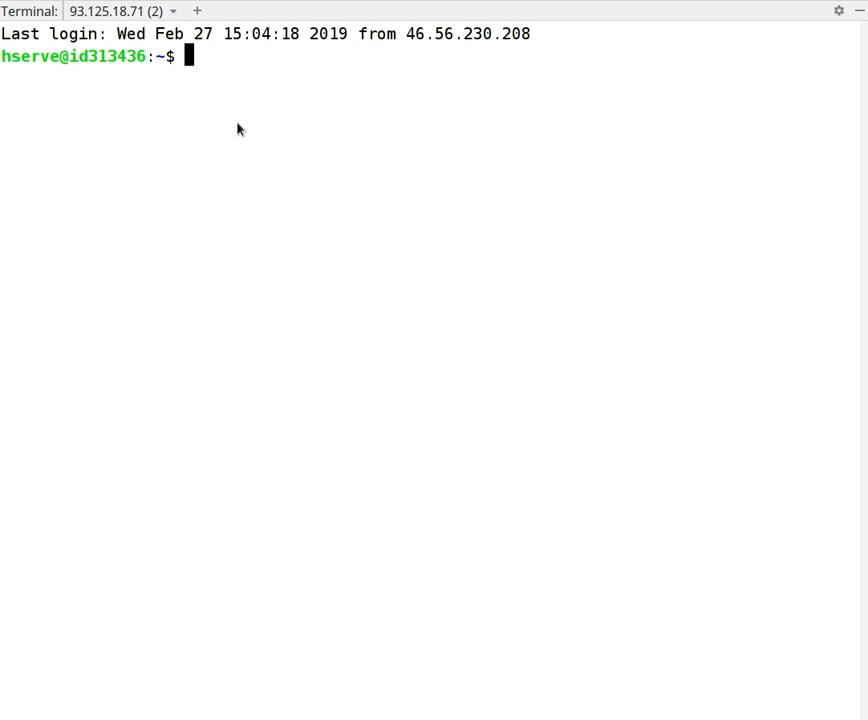 Terminal: 93.125.18.71 (2) +
Last login: Wed Feb 27 15:04:18 2019 from 46.56.230.208
hserve@id313436:~$